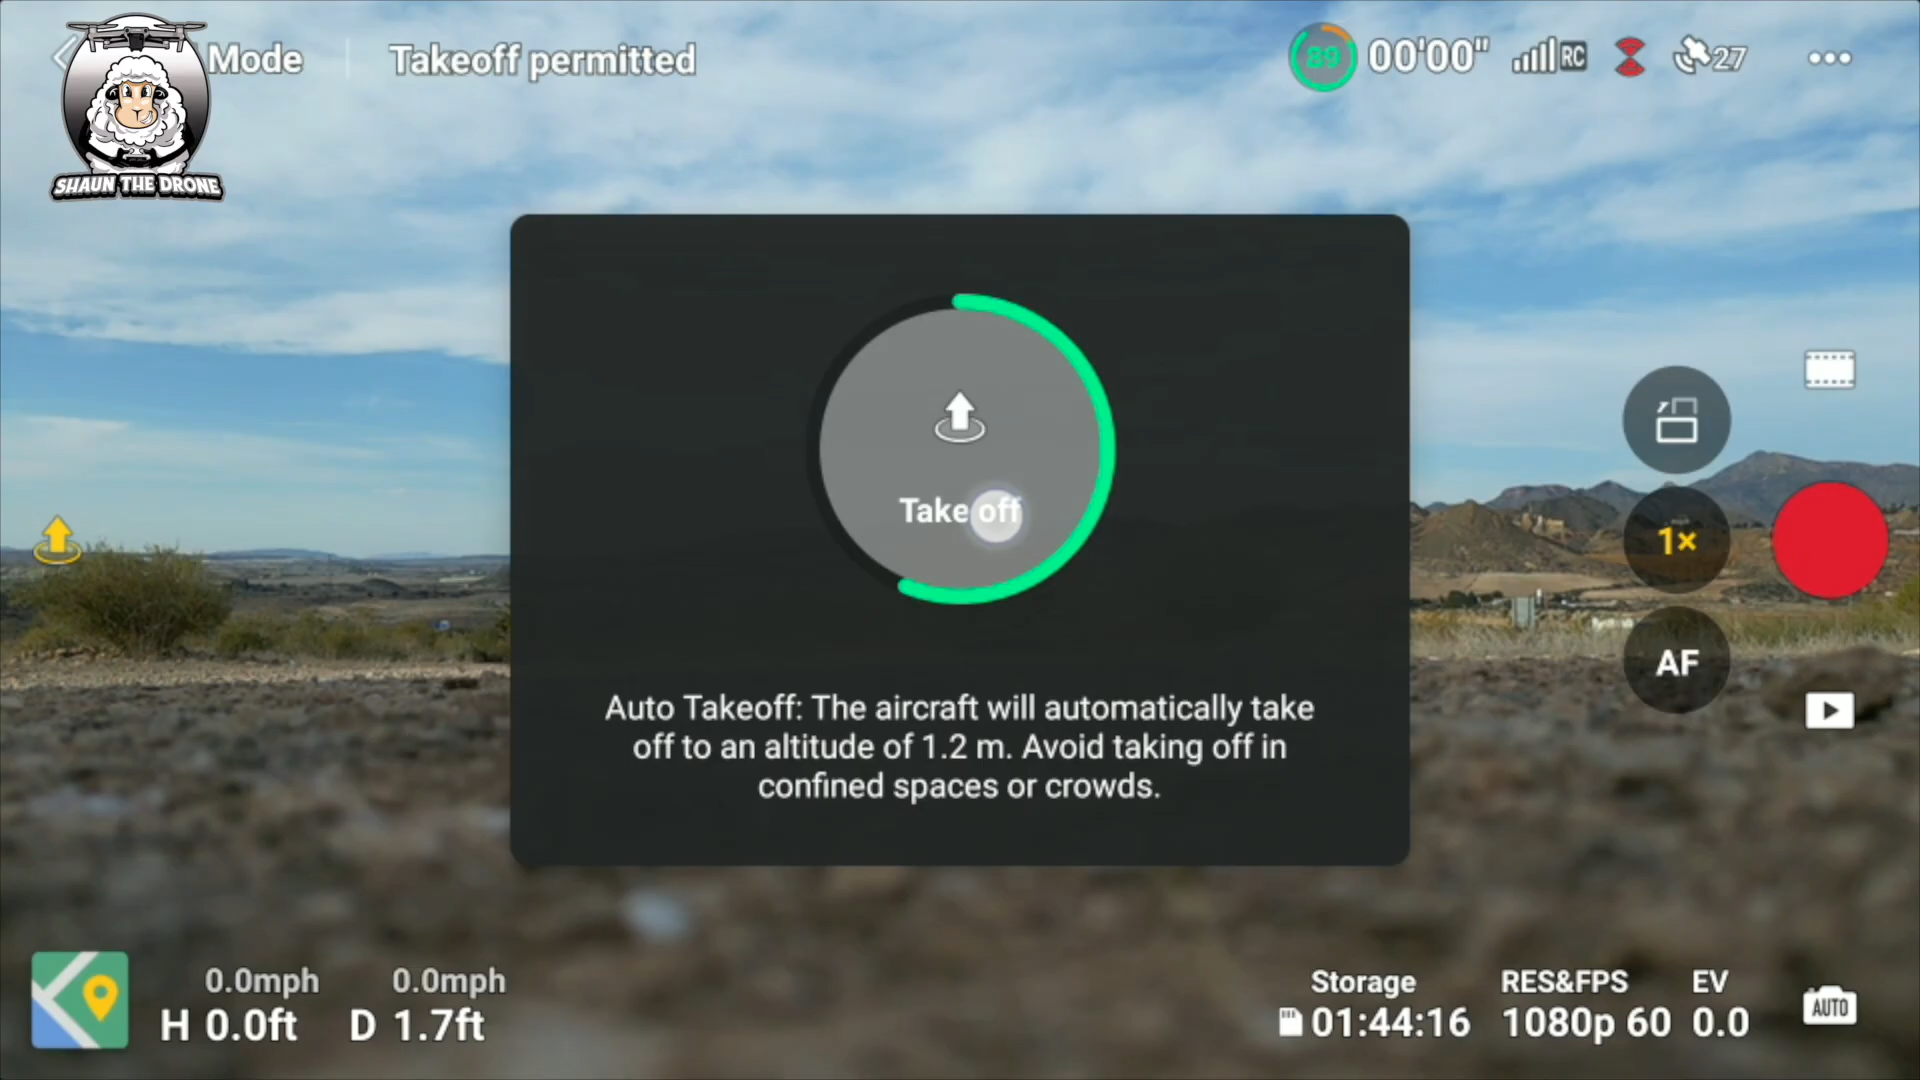 SHAUN THE DRONE
Mode
Takeoff permitted
89
00'00"
RC
27
Take off
Auto Takeoff: The aircraft will automatically take
off to an altitude of 1.2 m. Avoid taking off in
confined spaces or crowds.
1×
AF
0.0mph
0.0mph
H 0.0ft
D 1.7ft
Storage
01:44:16
RES&FPS
1080p 60
EV
0.0
AUTO